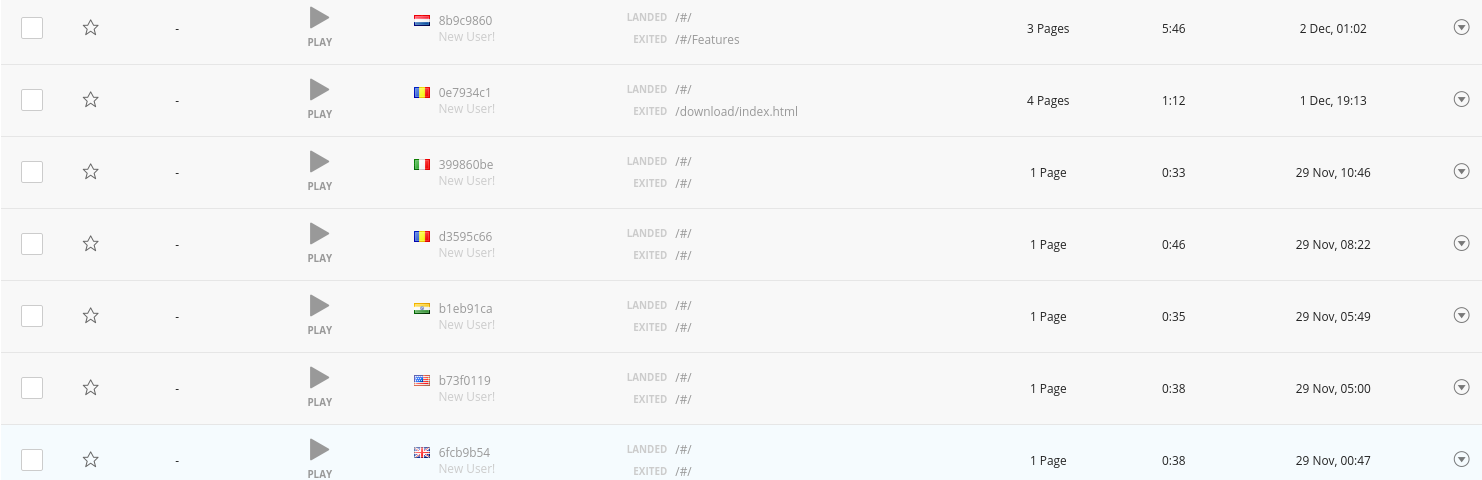 8b9c9860 LANDED /#/
- PLAY New User! EXITED /#/Features 3 Pages 5:46 2 Dec, 01:02
0e7934c1 LANDED /#/
- PLAY New User! EXITED /download/index.html 4 Pages 1:12 1 Dec, 19:13
399860be LANDED /#/
- PLAY New User! EXITED /#/ 1 Page 0:33 29 Nov, 10:46
d3595c66 LANDED /#/
- PLAY New User! EXITED /#/ 1 Page 0:46 29 Nov, 08:22
b1eb91ca LANDED /#/
- PLAY New User! EXITED /#/ 1 Page 0:35 29 Nov, 05:49
b73f0119 LANDED /#/
- PLAY New User! EXITED /#/ 1 Page 0:38 29 Nov, 05:00
6fcb9b54 LANDED /#/
- PLAY New User! EXITED /#/ 1 Page 0:38 29 Nov, 00:47